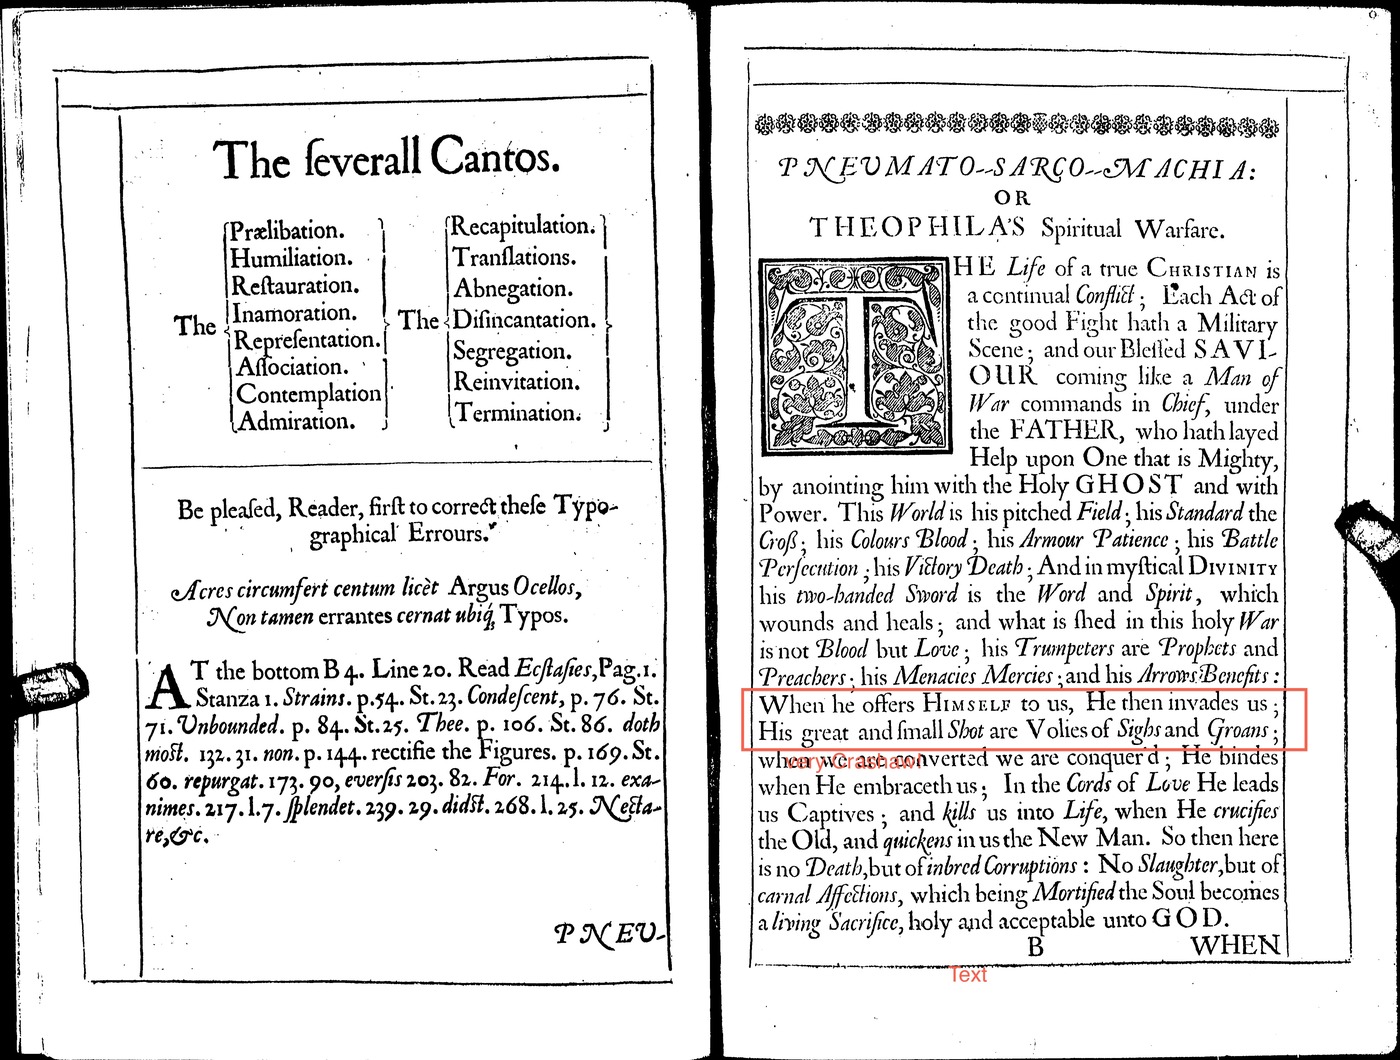 The ſeverall Cantos.
The
Prælibation.
Humiliation.
Reſtauration.
Inamoration.
Repreſentation.
Aſſociation.
Contemplation
Admiration.
The
Recapitulation.
Tranſlations.
Abnegation.
Diſincantation.
Segregation.
Reinvitation.
Termination.
Be pleaſed, Reader, firſt to correct theſe Typo-
graphical Errours.
Acres circumfert centum licèt Argus Ocellos,
Non tamen errantes cernat ubiq́; Typos.
AT the bottom B 4. Line 20. Read Ecſtaſies, Pag. 1.
Stanza 1. Strains. p. 54. St. 23. Condeſcent, p. 76. St.
71. Unbounded. p. 84. St. 25. Thee. p. 106. St. 86. doth
moſt. 132. 31. non. p. 144. rectifie the Figures. p. 169. St.
60. repurgat. 173. 90, everſis 203. 82. For. 214. l. 12. exa-
nimes. 217. l. 7. ſplendet. 239. 29. didſt. 268. l. 25. Necta-
re, &c.
PNEU-
PNEUMATO--SARCO--MACHIA:
OR
THEOPHILA'S Spiritual Warfare.
THE Life of a true CHRISTIAN is
a continual Conflict; Each Act of
the good Fight hath a Military
Scene; and our Bleſſed SAVI-
OUR coming like a Man of
War commands in Chief, under
the FATHER, who hath layed
Help upon One that is Mighty,
by anointing him with the Holy GHOST and with
Power. This World is his pitched Field; his Standard the
Croſs; his Colours Blood; his Armour Patience; his Battle
Perſecution; his Victory Death; And in myſtical DIVINITY
his two-handed Sword is the Word and Spirit, which
wounds and heals; and what is ſhed in this holy War
is not Blood but Love; his Trumpeters are Prophets and
Preachers; his Menacies Mercies; and his Arrows Benefits:
When he offers HIMSELF to us, He then invades us;
His great and ſmall Shot are Volies of Sighs and Groans;
when we are converted we are conquer'd; He bindes
very Crashawn
when He embraceth us; In the Cords of Love He leads
us Captives; and kills us into Life, when He crucifies
the Old, and quickens in us the New Man. So then here
is no Death, but of inbred Corruptions: No Slaughter, but of
carnal Affections, which being Mortified the Soul becomes
a living Sacrifice, holy and acceptable unto GOD.
B WHEN
Text